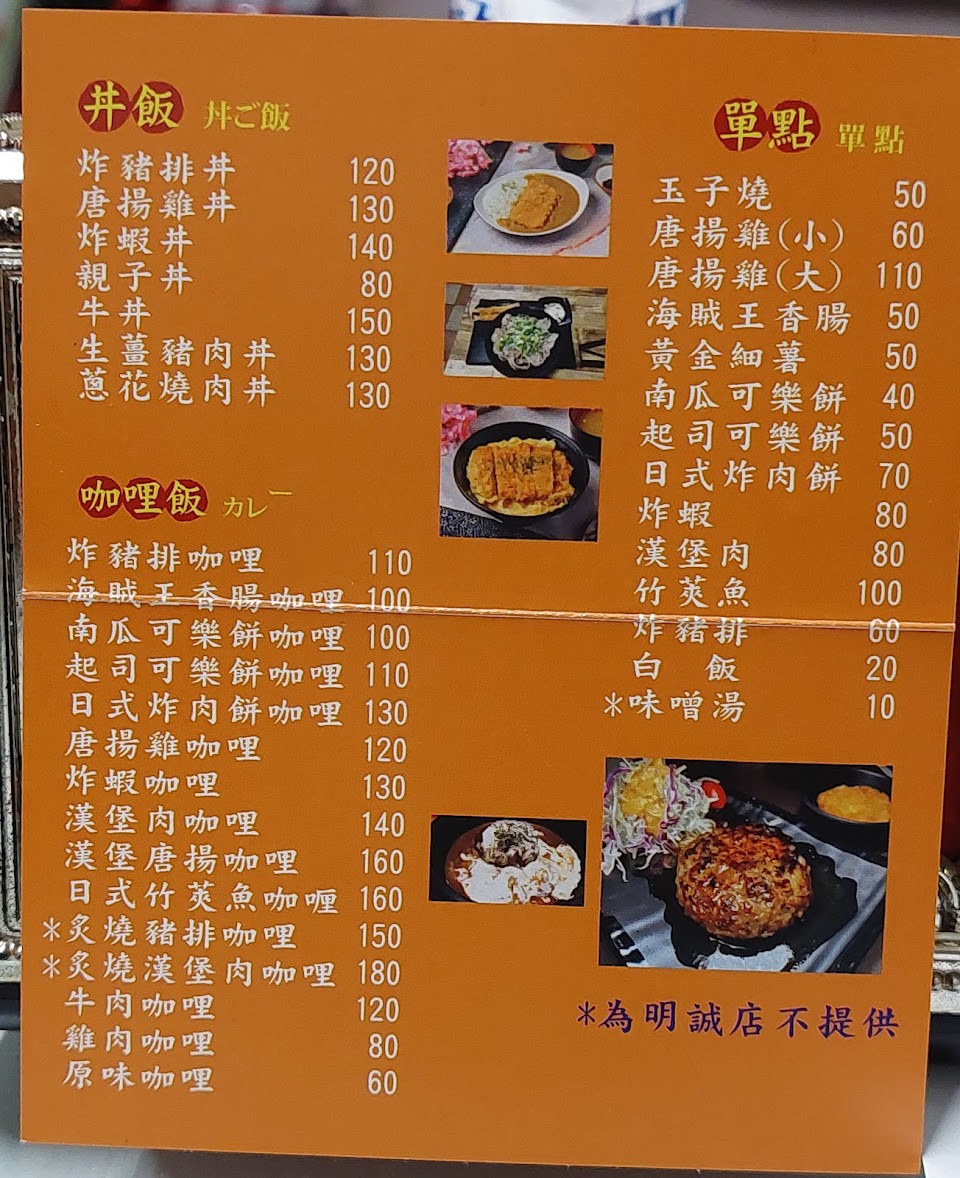 丼飯 丼ご飯
炸豬排丼 120
唐揚雞丼 130
炸蝦丼 140
親子丼 80
牛丼 150
生薑豬肉丼 130
蔥花燒肉丼 130
咖哩飯 カレー
炸豬排咖哩 110
海賊王香腸咖哩 100
南瓜可樂餅咖哩 100
起司可樂餅咖哩 110
日式炸肉餅咖哩 130
唐揚雞咖哩 120
炸蝦咖哩 130
漢堡肉咖哩 140
漢堡唐揚咖哩 160
日式竹莢魚咖喱 160
*炙燒豬排咖哩 150
*炙燒漢堡肉咖哩 180
牛肉咖哩 120
雞肉咖哩 80
原味咖哩 60
單點 單點
玉子燒 50
唐揚雞(小) 60
唐揚雞(大) 110
海賊王香腸 50
黃金細薯 50
南瓜可樂餅 40
起司可樂餅 50
日式炸肉餅 70
炸蝦 80
漢堡肉 80
竹莢魚 100
炸豬排 60
白 飯 20
*味噌湯 10
*為明誠店不提供